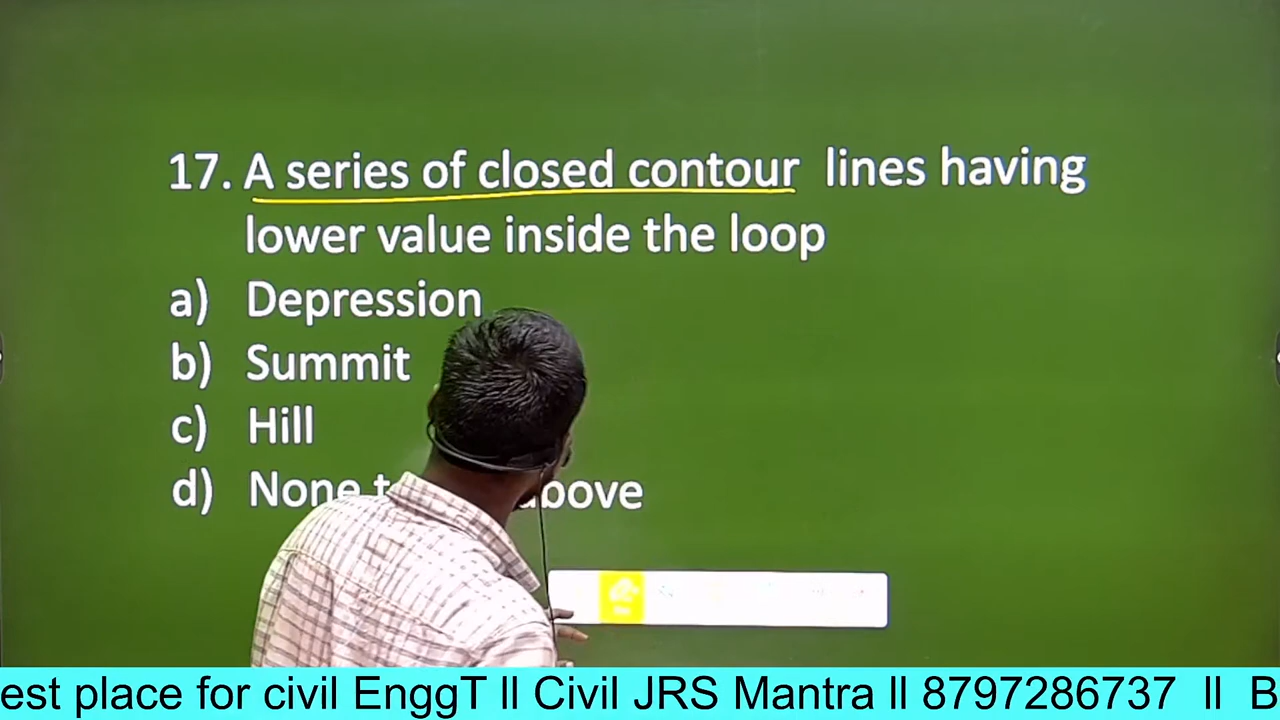 17. A series of closed contour lines having
lower value inside the loop
a) Depression
b) Summit
c) Hill
d) None above
est place for civil EnggT ll Civil JRS Mantra ll 8797286737 ll B